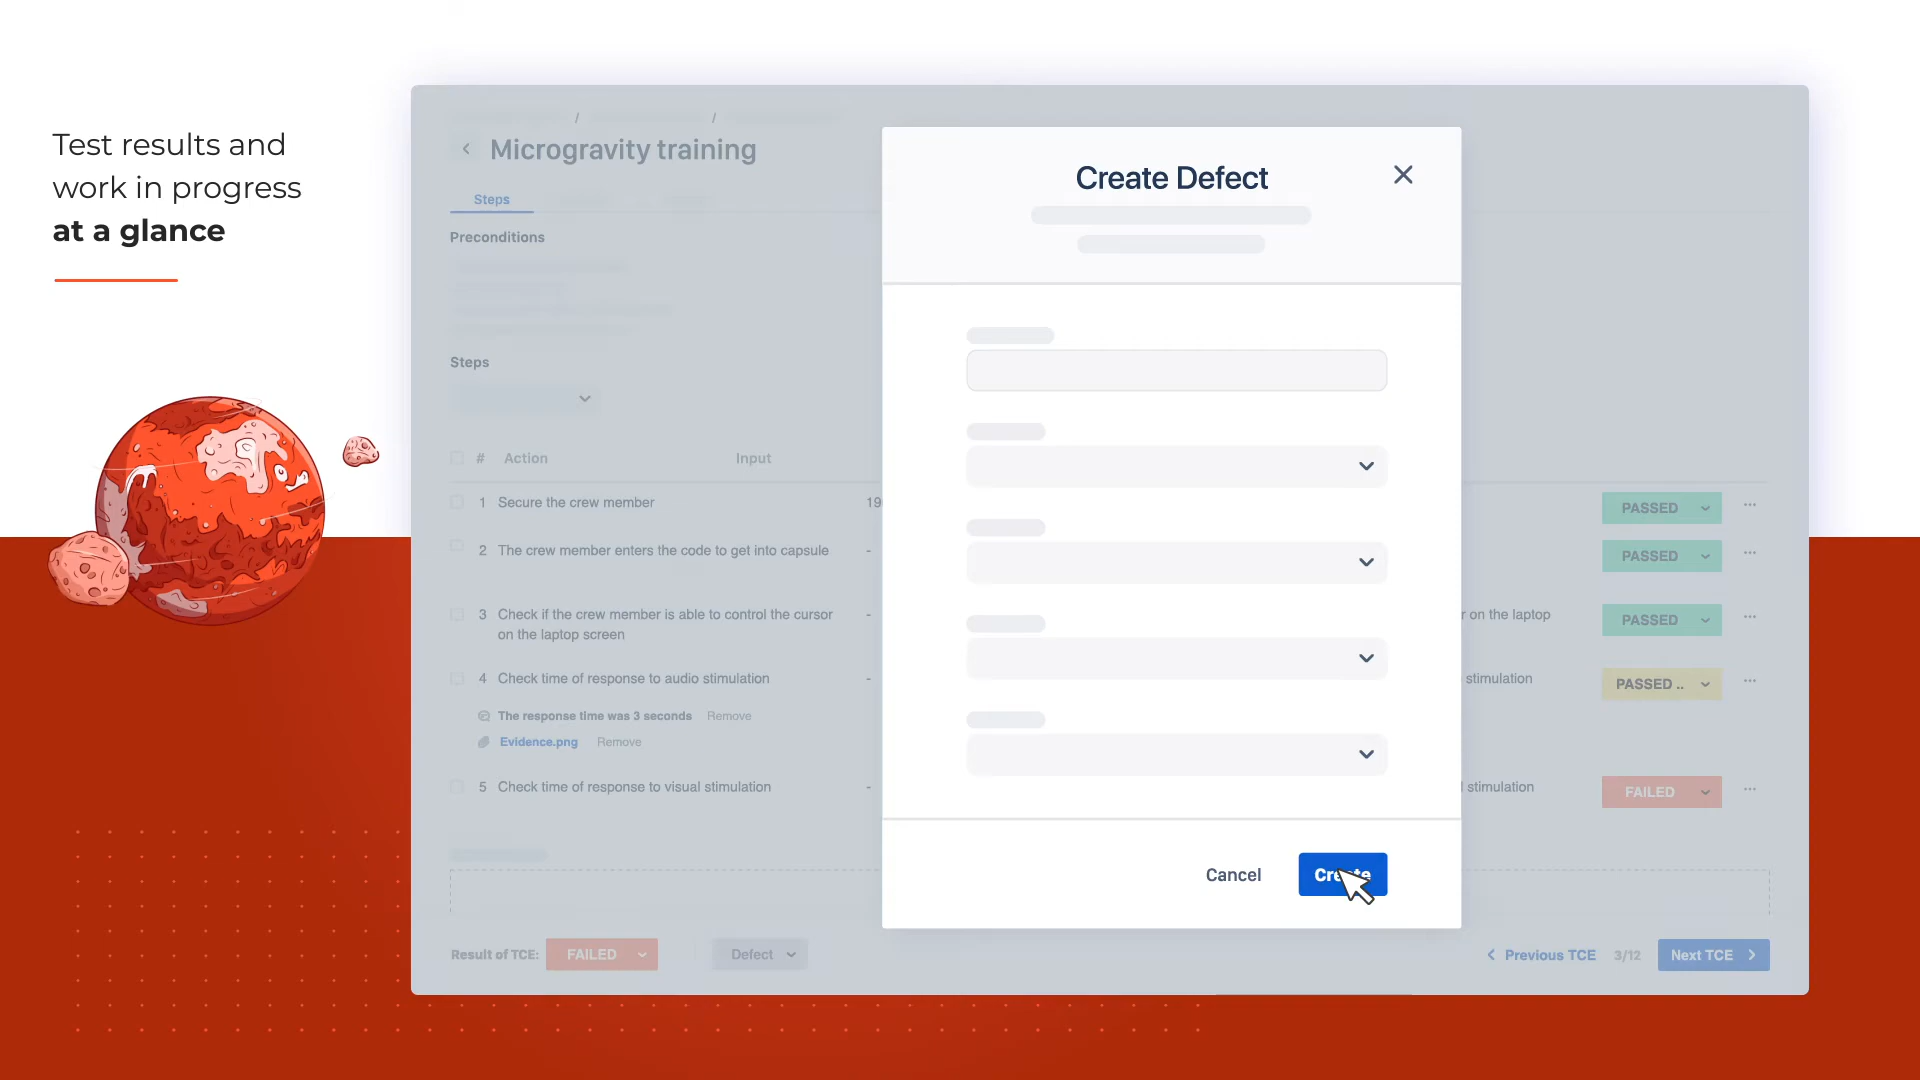 Test results and
work in progress
at a glance
/ /
Microgravity training
Steps
Preconditions
Steps
# Action Input
1 Secure the crew member 19 PASSED
2 The crew member enters the code to get into capsule - PASSED
3 Check if the crew member is able to control the cursor - r on the laptop PASSED
on the laptop screen
4 Check time of response to audio stimulation - stimulation PASSED ..
The response time was 3 seconds Remove
Evidence.png Remove
5 Check time of response to visual stimulation - l stimulation FAILED
Result of TCE: FAILED Defect Previous TCE 3/12 Next TCE
Create Defect
Cancel Create